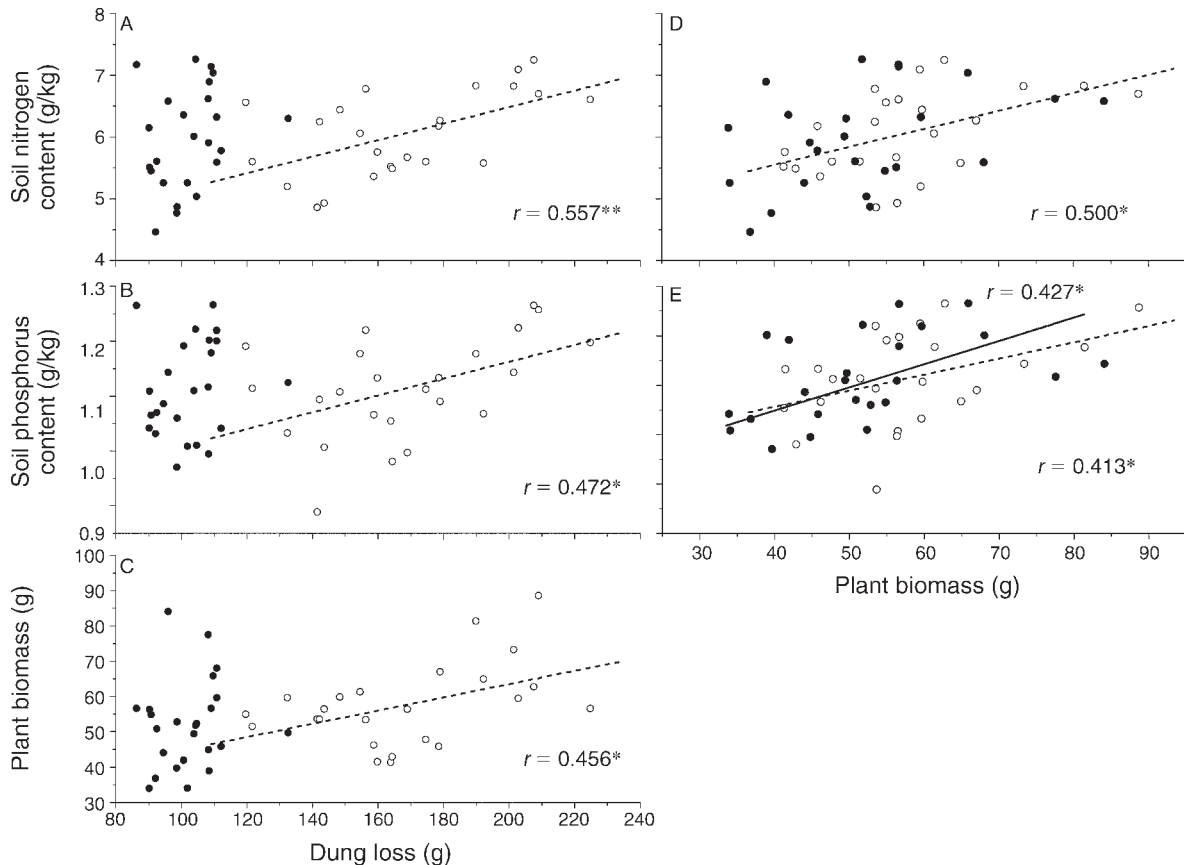 A
Soil nitrogen
content (g/kg)
8
7
6
5
4
r = 0.557**
D
r = 0.500*
B
Soil phosphorus
content (g/kg)
1.3
1.2
1.1
1.0
0.9
r = 0.472*
E
r = 0.427*
r = 0.413*
30 40 50 60 70 80 90
Plant biomass (g)
C
Plant biomass (g)
100
90
80
70
60
50
40
30
r = 0.456*
80 100 120 140 160 180 200 220 240
Dung loss (g)